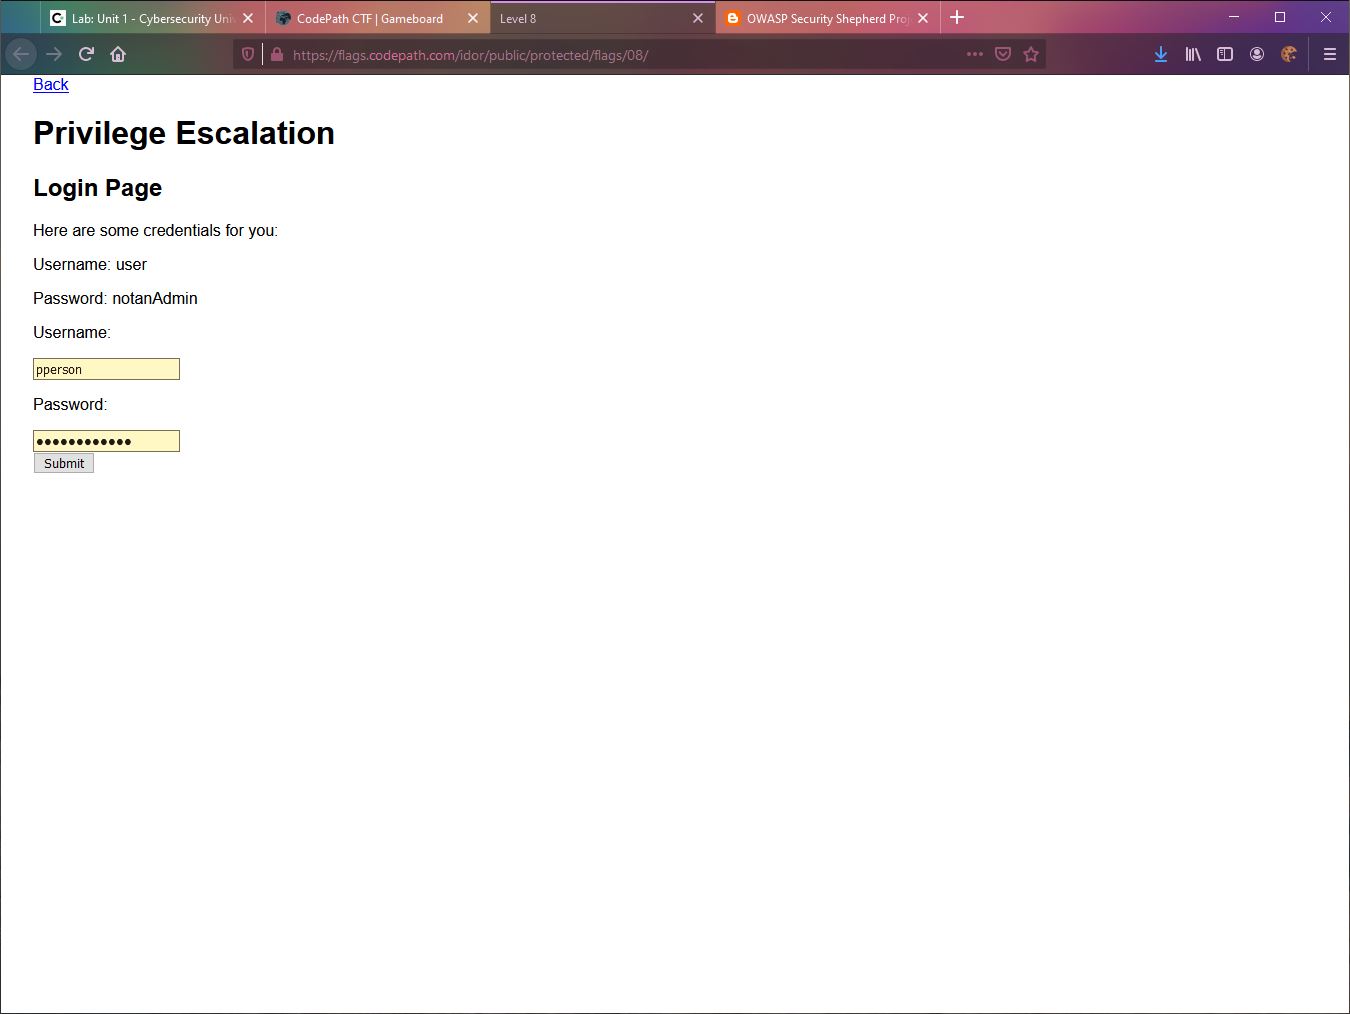 Lab: Unit 1 - Cybersecurity Univ
CodePath CTF | Gameboard
Level 8
OWASP Security Shepherd Proj
https://flags.codepath.com/idor/public/protected/flags/08/
Back
Privilege Escalation
Login Page
Here are some credentials for you:
Username: user
Password: notanAdmin
Username:
pperson
Password:
●●●●●●●●●●●●
Submit